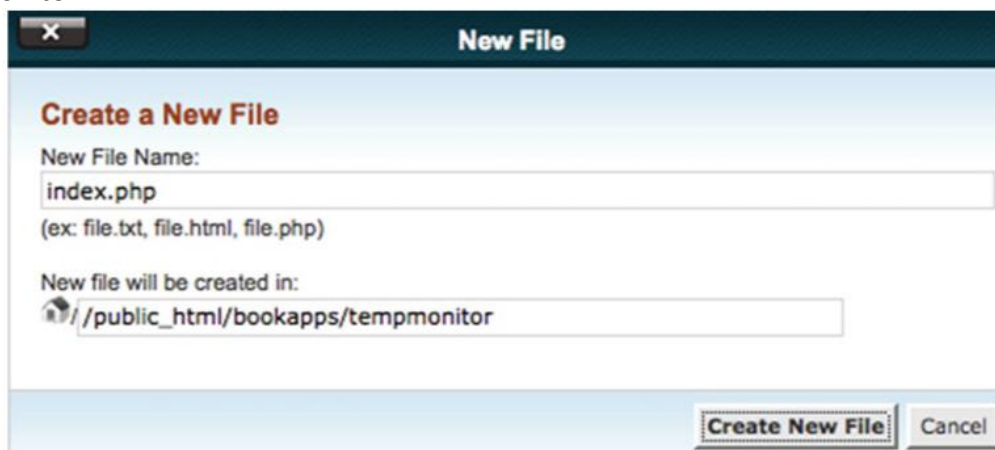 New File
Create a New File
New File Name:
index.php
(ex: file.txt, file.html, file.php)
New file will be created in:
//public_html/bookapps/tempmonitor
Create New File Cancel